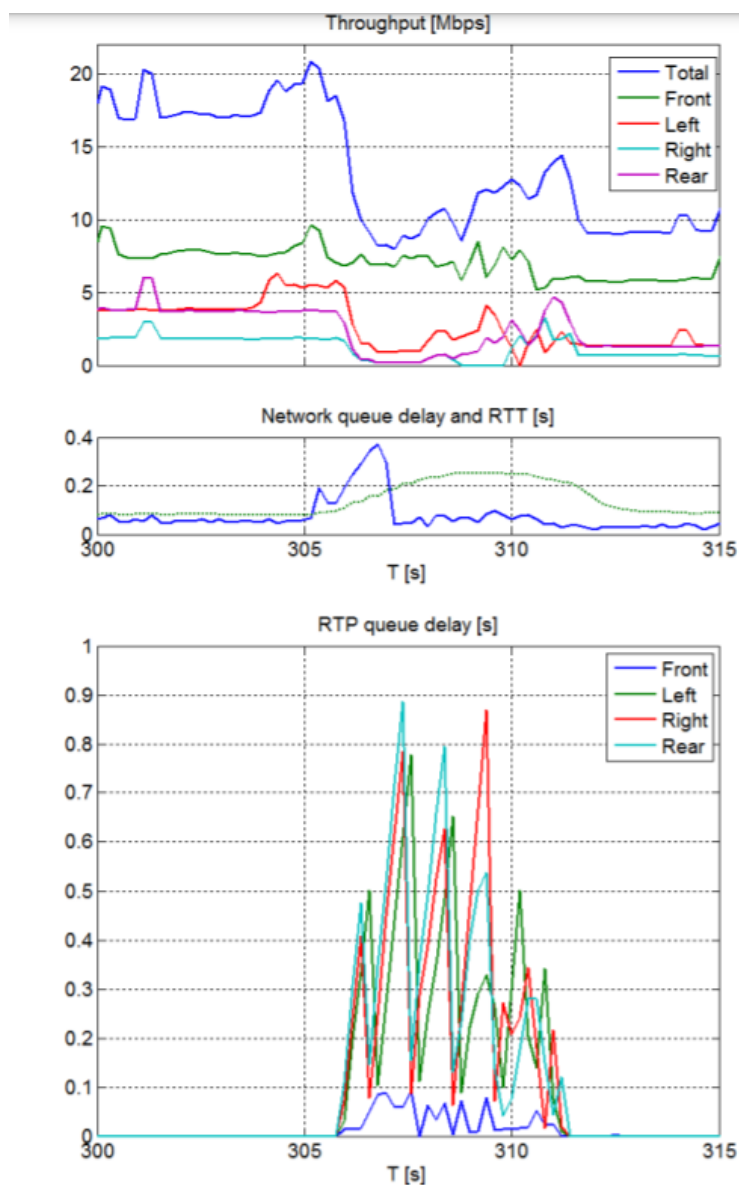 Throughput [Mbps]
20
15
10
5
0
Total
Front
Left
Right
Rear
Network queue delay and RTT [s]
0.4
0.2
0
300
305
310
315
T [s]
RTP queue delay [s]
1
0.9
0.8
0.7
0.6
0.5
0.4
0.3
0.2
0.1
0
Front
Left
Right
Rear
300
305
310
315
T [s]